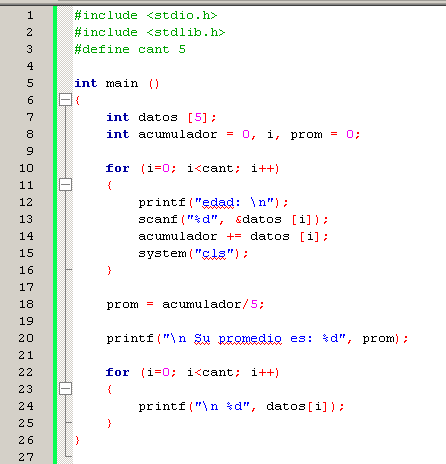 1 #include <stdio.h>
2 #include <stdlib.h>
3 #define cant 5
4
5 int main ()
6 {
7 int datos [5];
8 int acumulador = 0, i, prom = 0;
9
10 for (i=0; i<cant; i++)
11 {
12 printf("edad: \n");
13 scanf("%d", &datos [i]);
14 acumulador += datos [i];
15 system("cls");
16 }
17
18 prom = acumulador/5;
19
20 printf("\n Su promedio es: %d", prom);
21
22 for (i=0; i<cant; i++)
23 {
24 printf("\n %d", datos[i]);
25 }
26 }
27